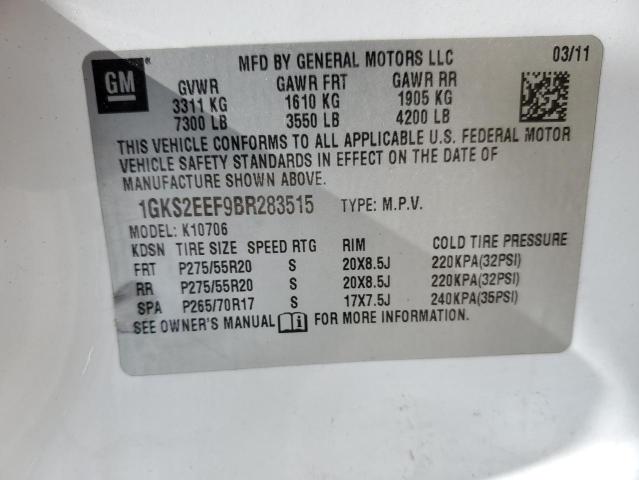 GM
MFD BY GENERAL MOTORS LLC 03/11
GVWR GAWR FRT GAWR RR
3311 KG 1610 KG 1905 KG
7300 LB 3550 LB 4200 LB
THIS VEHICLE CONFORMS TO ALL APPLICABLE U.S. FEDERAL MOTOR
VEHICLE SAFETY STANDARDS IN EFFECT ON THE DATE OF
MANUFACTURE SHOWN ABOVE.
1GKS2EEF9BR283515 TYPE: M.P.V.
MODEL: K10706
KDSN TIRE SIZE SPEED RTG RIM COLD TIRE PRESSURE
FRT P275/55R20 S 20X8.5J 220KPA(32PSI)
RR P275/55R20 S 20X8.5J 220KPA(32PSI)
SPA P265/70R17 S 17X7.5J 240KPA(35PSI)
SEE OWNER'S MANUAL i FOR MORE INFORMATION.